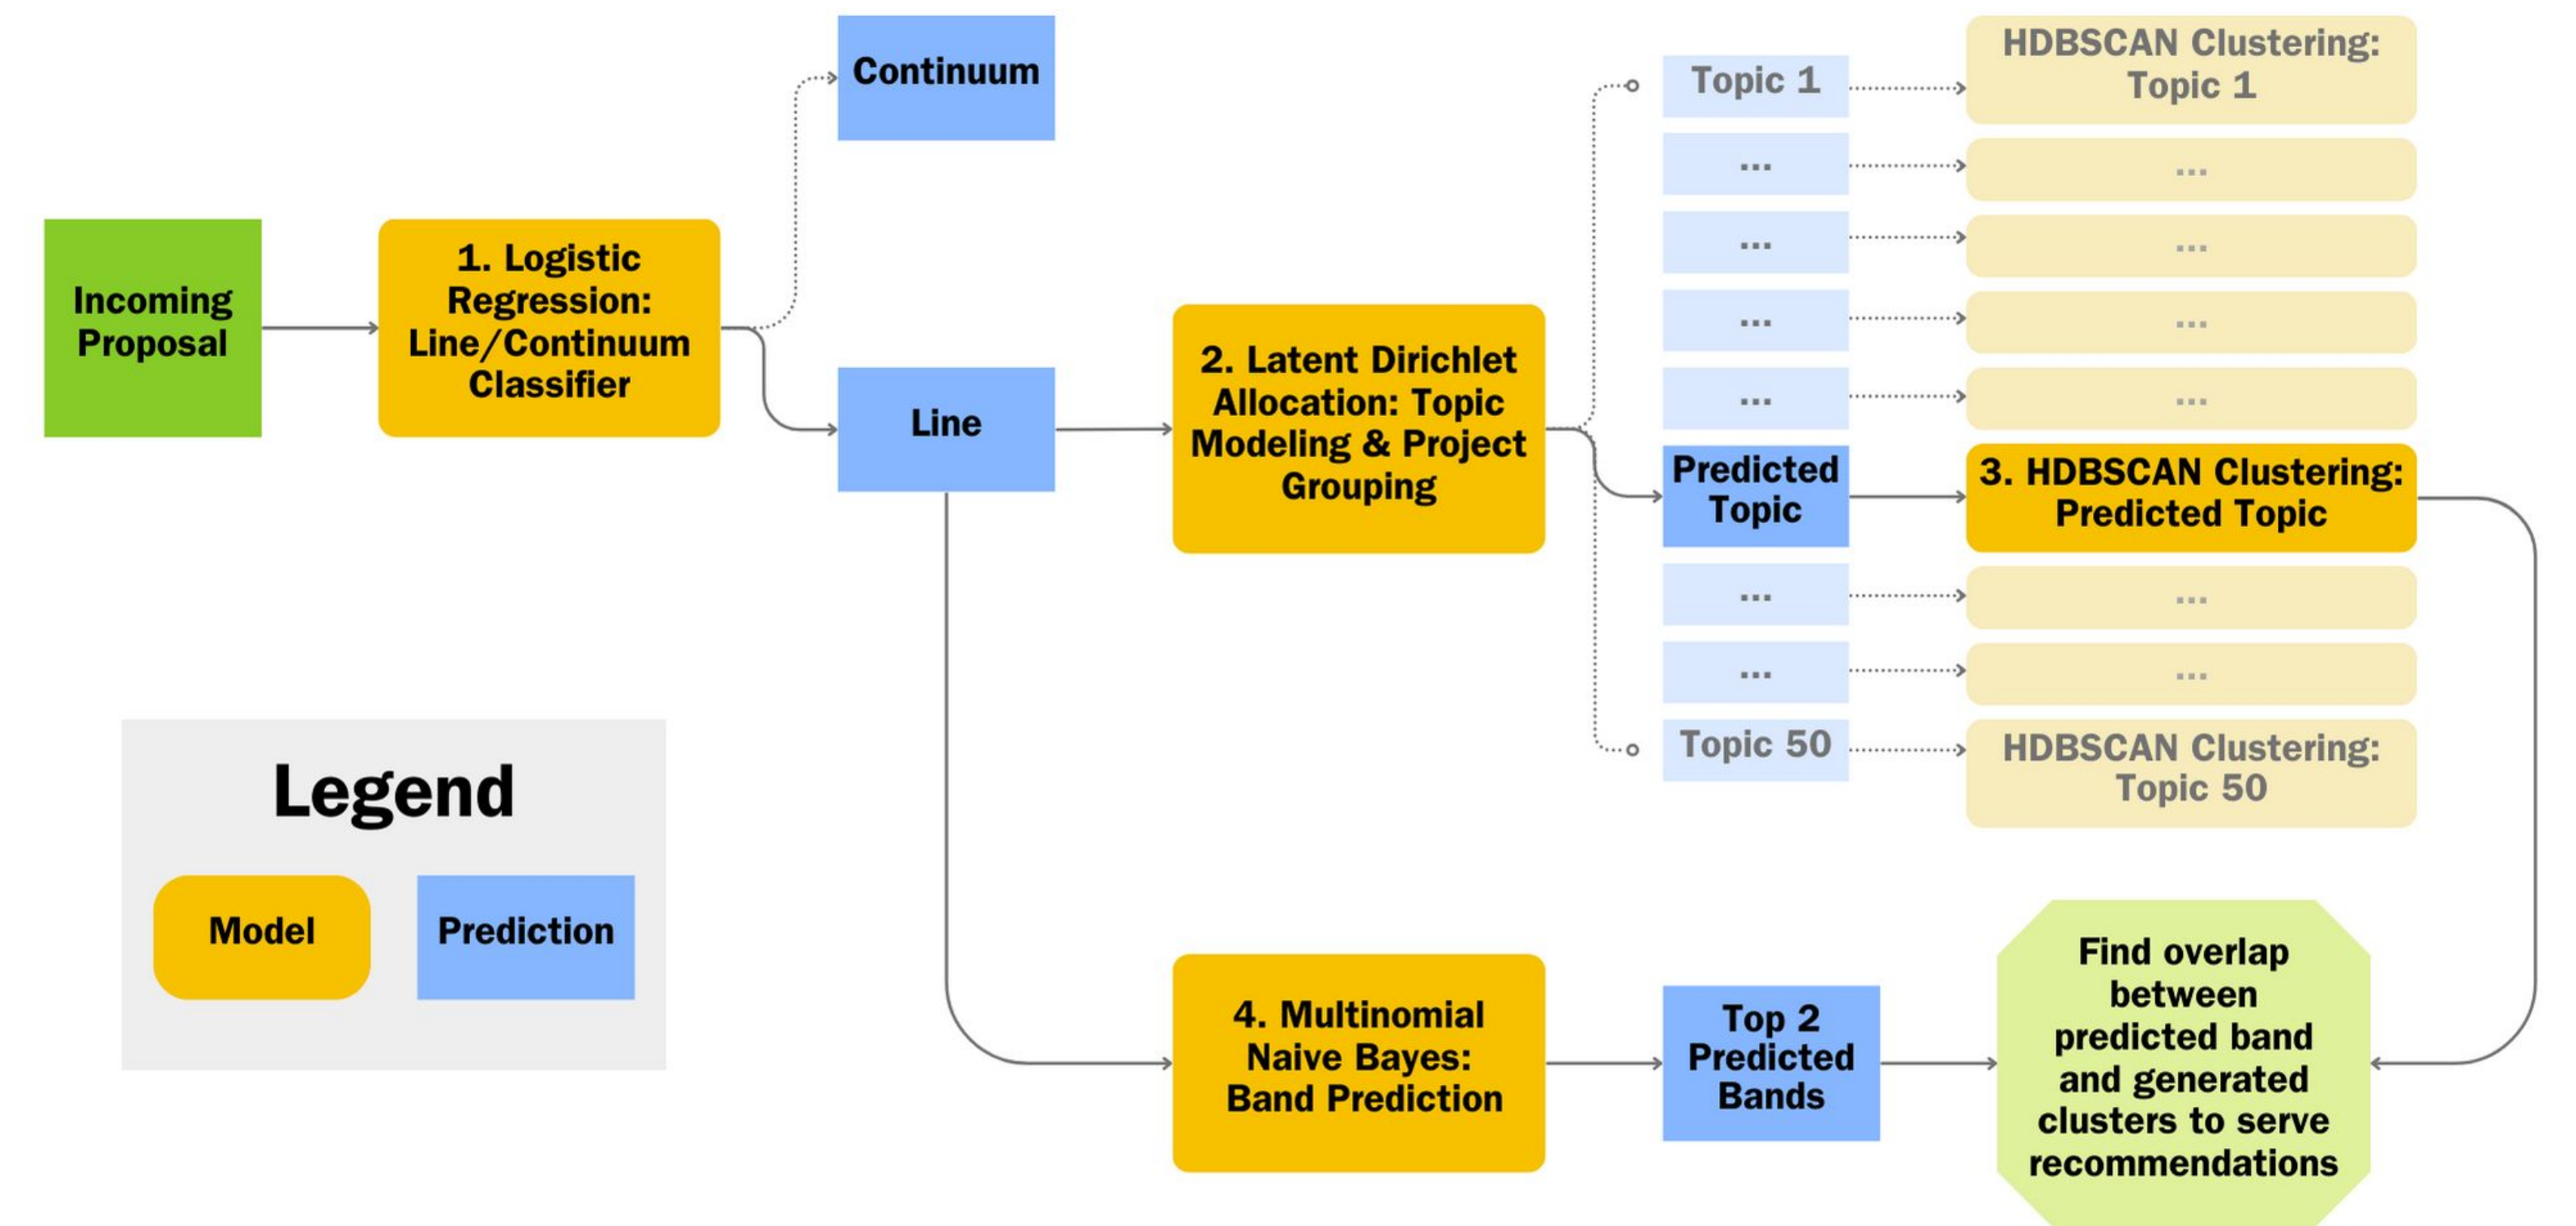 Continuum
Incoming
Proposal
1. Logistic
Regression:
Line/Continuum
Classifier
Line
2. Latent Dirichlet
Allocation: Topic
Modeling & Project
Grouping
Topic 1
...
...
...
...
Predicted
Topic
...
...
Topic 50
HDBSCAN Clustering:
Topic 1
...
...
...
...
3. HDBSCAN Clustering:
Predicted Topic
...
...
HDBSCAN Clustering:
Topic 50
Legend
Model
Prediction
4. Multinomial
Naive Bayes:
Band Prediction
Top 2
Predicted
Bands
Find overlap
between
predicted band
and generated
clusters to serve
recommendations